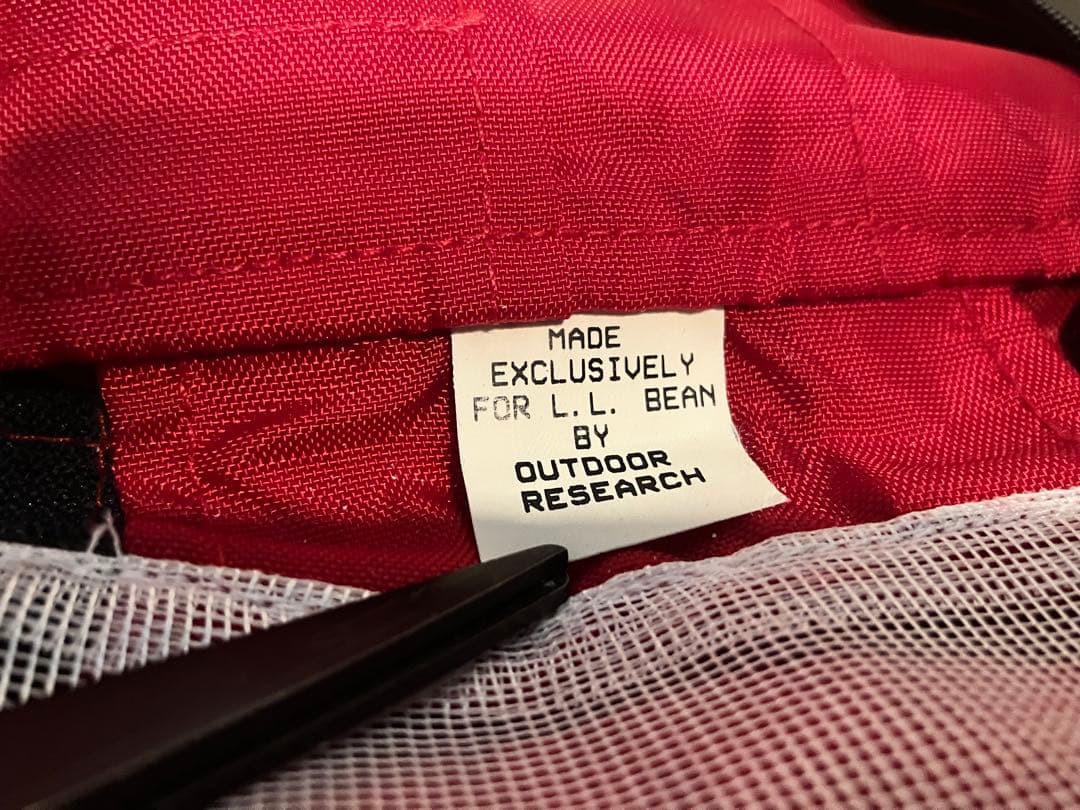 MADE
EXCLUSIVELY
FOR L.L. BEAN
BY
OUTDOOR
RESEARCH